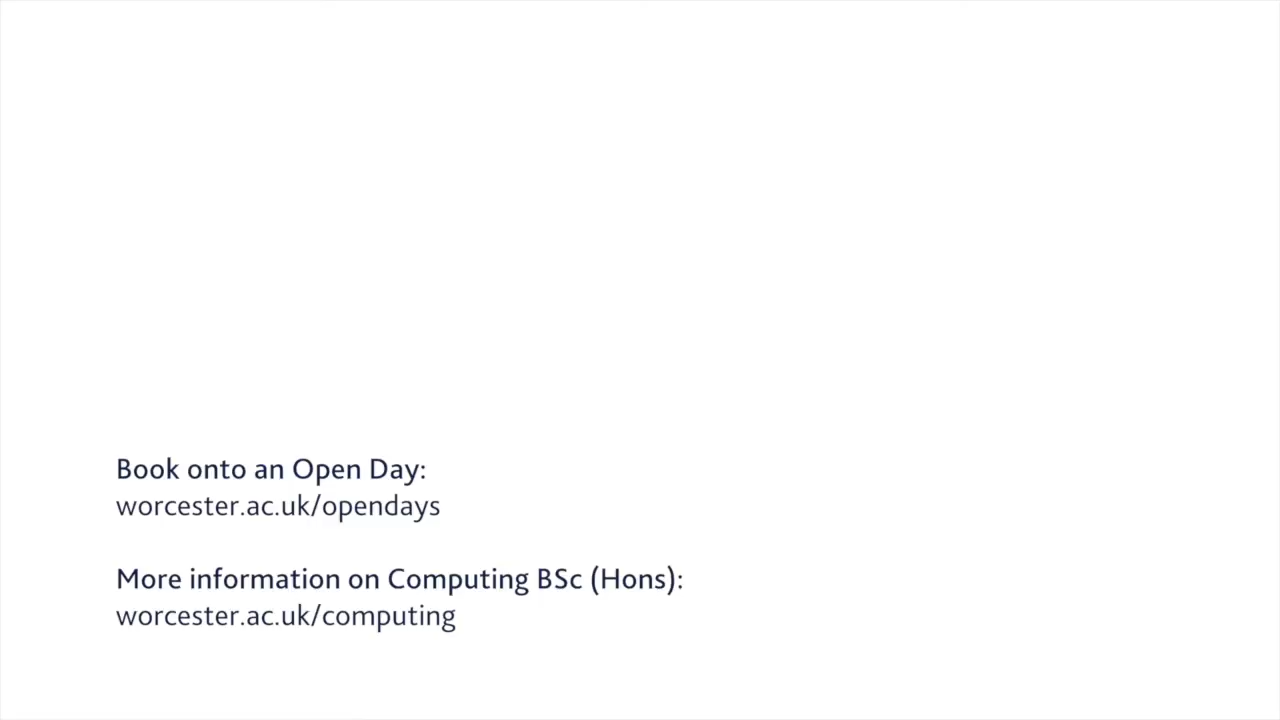 Book onto an Open Day:
worcester.ac.uk/opendays
More information on Computing BSc (Hons):
worcester.ac.uk/computing